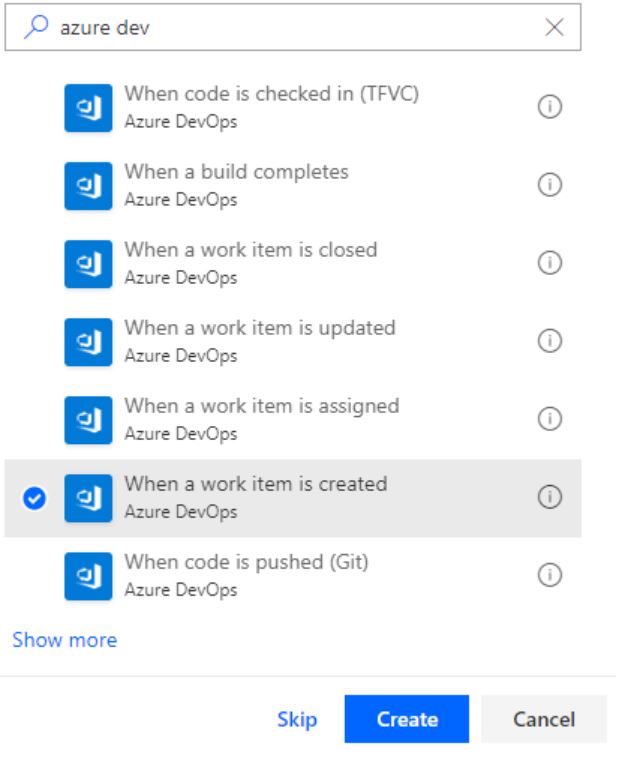 azure dev
When code is checked in (TFVC)
Azure DevOps
When a build completes
Azure DevOps
When a work item is closed
Azure DevOps
When a work item is updated
Azure DevOps
When a work item is assigned
Azure DevOps
When a work item is created
Azure DevOps
When code is pushed (Git)
Azure DevOps
Show more
Skip Create Cancel